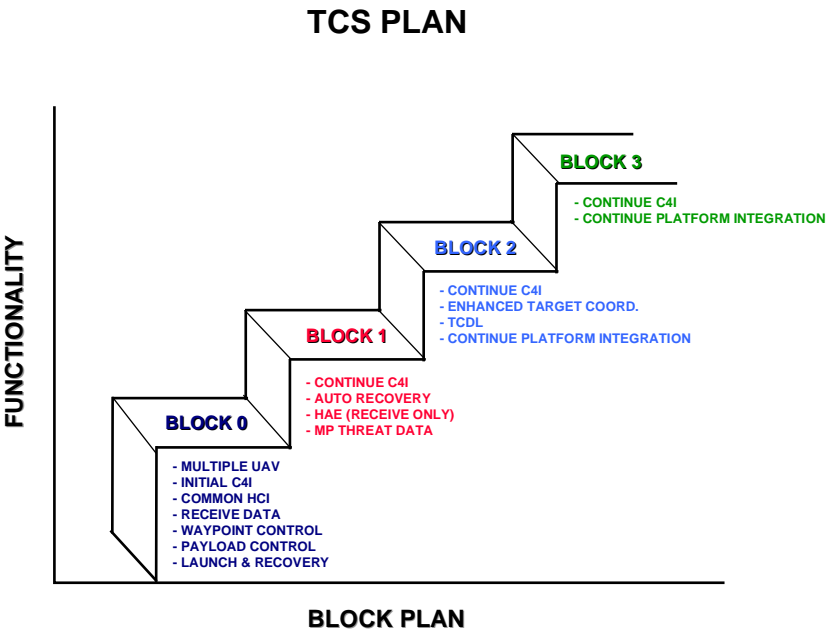 TCS PLAN
FUNCTIONALITY
BLOCK 3
- CONTINUE C4I
- CONTINUE PLATFORM INTEGRATION
BLOCK 2
- CONTINUE C4I
- ENHANCED TARGET COORD.
- TCDL
- CONTINUE PLATFORM INTEGRATION
BLOCK 1
- CONTINUE C4I
- AUTO RECOVERY
- HAE (RECEIVE ONLY)
- MP THREAT DATA
BLOCK 0
- MULTIPLE UAV
- INITIAL C4I
- COMMON HCI
- RECEIVE DATA
- WAYPOINT CONTROL
- PAYLOAD CONTROL
- LAUNCH & RECOVERY
BLOCK PLAN